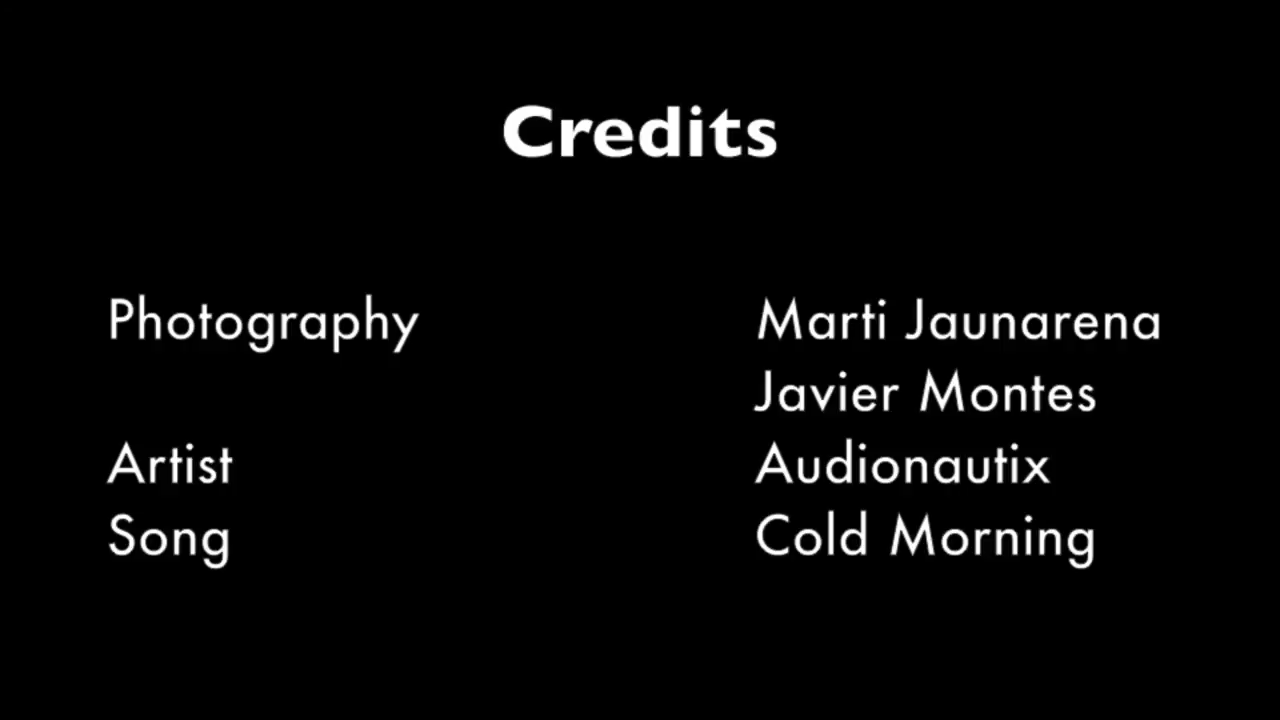 Credits
Photography Marti Jaunarena
Javier Montes
Artist Audionautix
Song Cold Morning